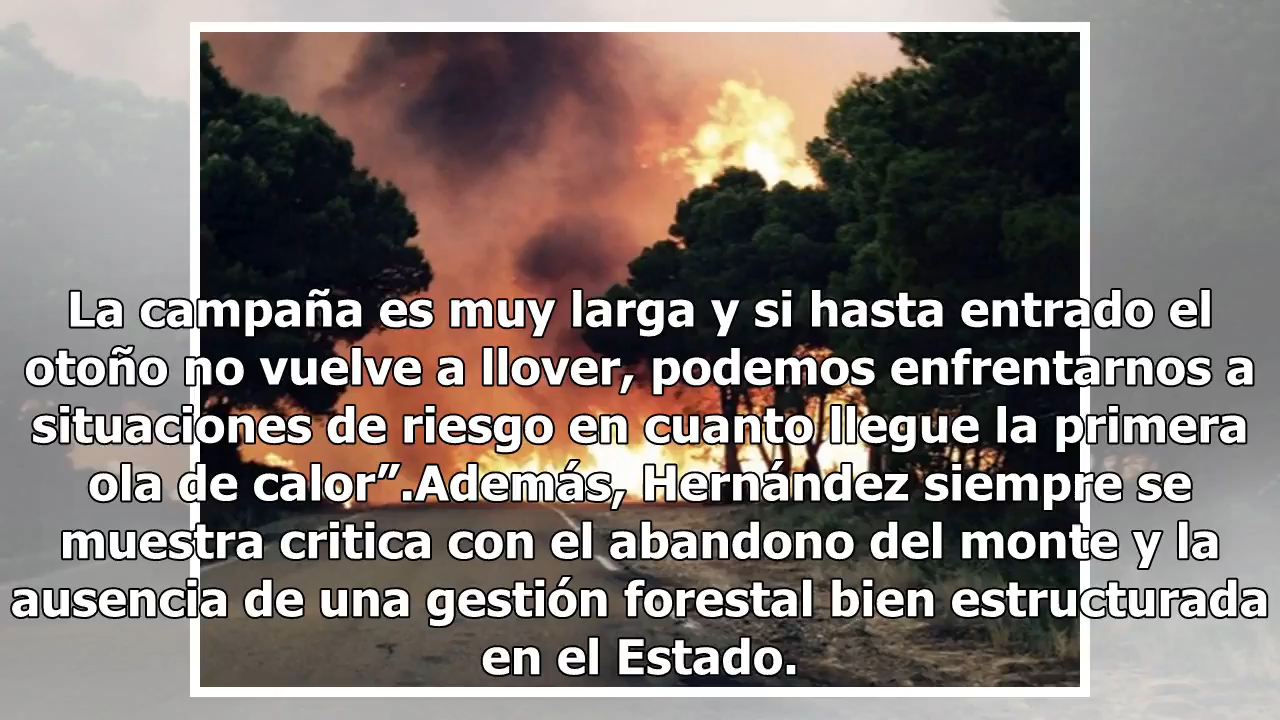 La campaña es muy larga y si hasta entrado el
otoño no vuelve a llover, podemos enfrentarnos a
situaciones de riesgo en cuanto llegue la primera
ola de calor”.Además, Hernández siempre se
muestra critica con el abandono del monte y la
ausencia de una gestión forestal bien estructurada
en el Estado.